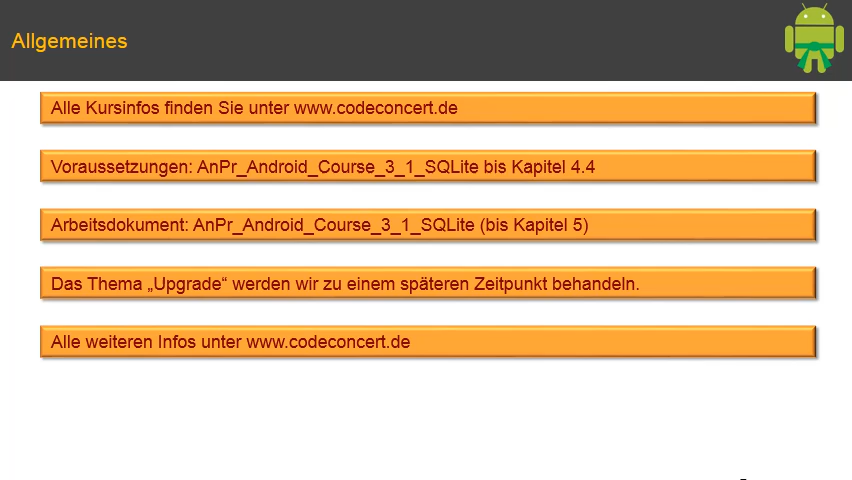 Allgemeines
Alle Kursinfos finden Sie unter www.codeconcert.de
Voraussetzungen: AnPr_Android_Course_3_1_SQLite bis Kapitel 4.4
Arbeitsdokument: AnPr_Android_Course_3_1_SQLite (bis Kapitel 5)
Das Thema „Upgrade“ werden wir zu einem späteren Zeitpunkt behandeln.
Alle weiteren Infos unter www.codeconcert.de